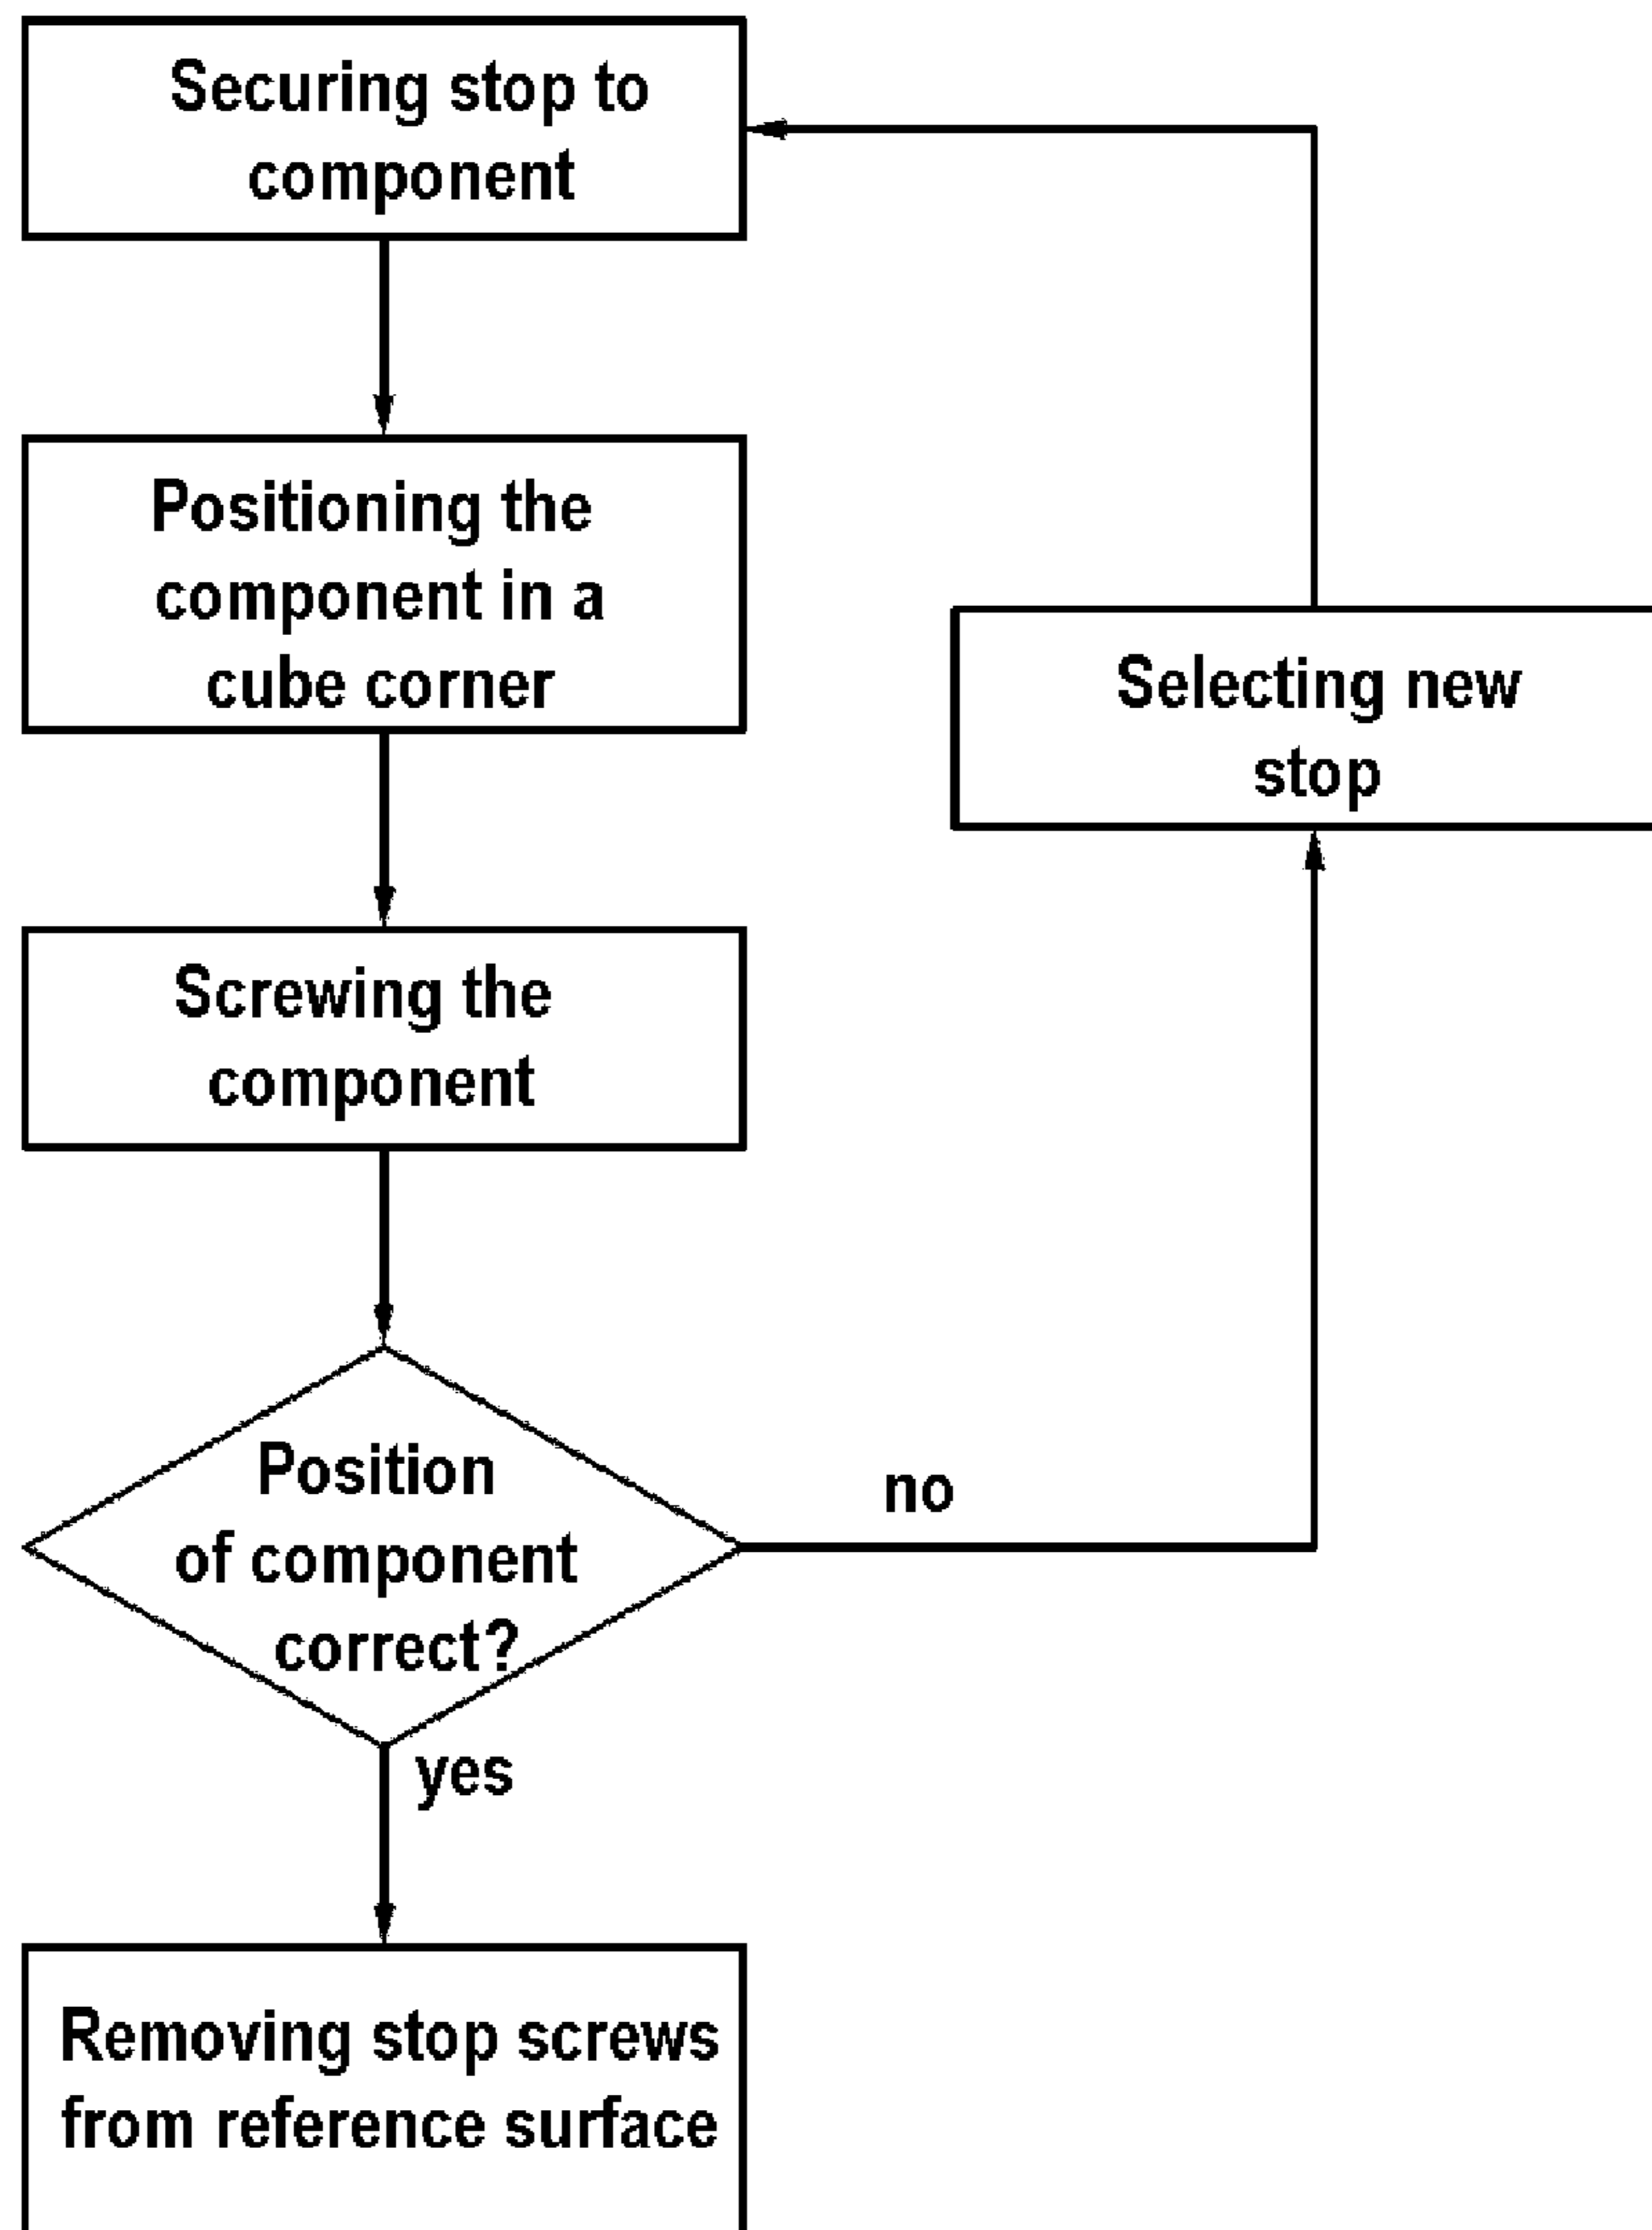 Securing stop to
component
Positioning the
component in a
cube corner
Selecting new
stop
Screwing the
component
Position
of component
correct?
no
yes
Removing stop screws
from reference surface